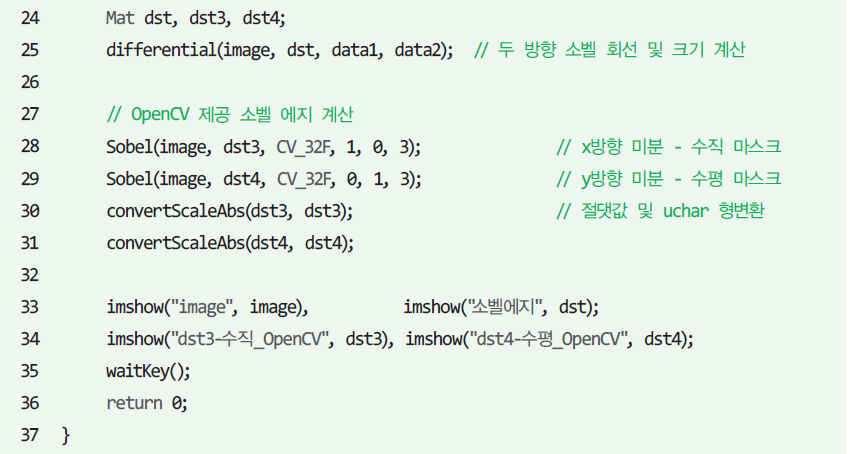 24 Mat dst, dst3, dst4;
25 differential(image, dst, data1, data2); // 두 방향 소벨 회선 및 크기 계산
26
27 // OpenCV 제공 소벨 에지 계산
28 Sobel(image, dst3, CV_32F, 1, 0, 3); // x방향 미분 - 수직 마스크
29 Sobel(image, dst4, CV_32F, 0, 1, 3); // y방향 미분 - 수평 마스크
30 convertScaleAbs(dst3, dst3); // 절댓값 및 uchar 형변환
31 convertScaleAbs(dst4, dst4);
32
33 imshow("image", image), imshow("소벨에지", dst);
34 imshow("dst3-수직_OpenCV", dst3), imshow("dst4-수평_OpenCV", dst4);
35 waitKey();
36 return 0;
37 }